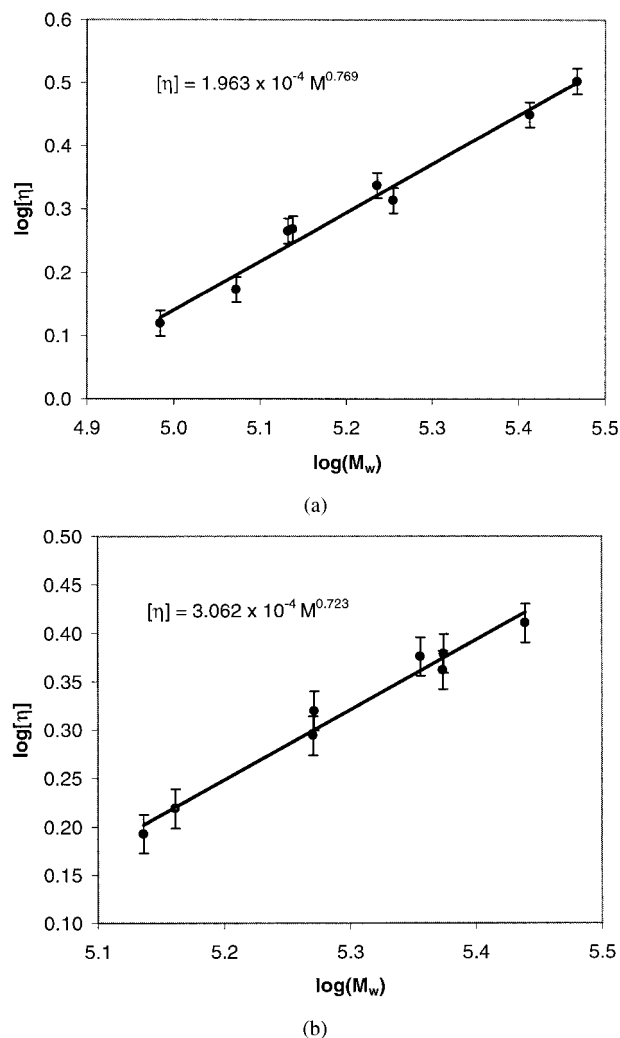 0.6
[η] = 1.963 x 10⁻⁴ M⁰·⁷⁶⁹
0.5
0.4
log[η]
0.3
0.2
0.1
0.0
4.9 5.0 5.1 5.2 5.3 5.4 5.5
log(Mw)
(a)
0.50
0.45
[η] = 3.062 x 10⁻⁴ M⁰·⁷²³
0.40
0.35
log[η]
0.30
0.25
0.20
0.15
0.10
5.1 5.2 5.3 5.4 5.5
log(Mw)
(b)